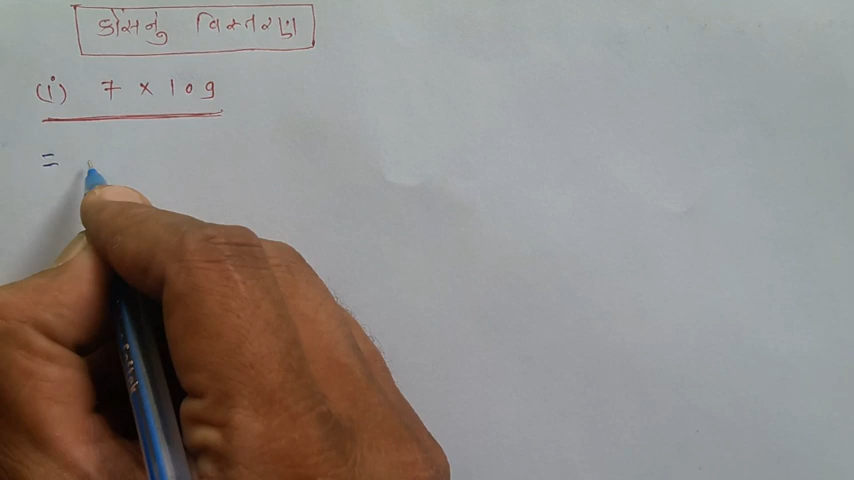 કૌંસનું વિસ્તરણ
(i) 7 × 109
=